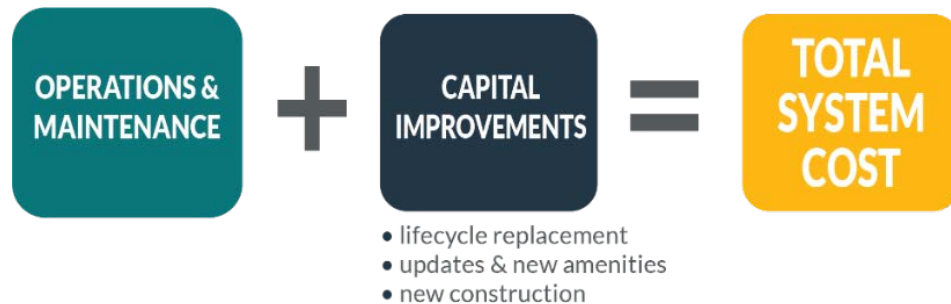 OPERATIONS &
MAINTENANCE
+
CAPITAL
IMPROVEMENTS
=
TOTAL
SYSTEM
COST
• lifecycle replacement
• updates & new amenities
• new construction